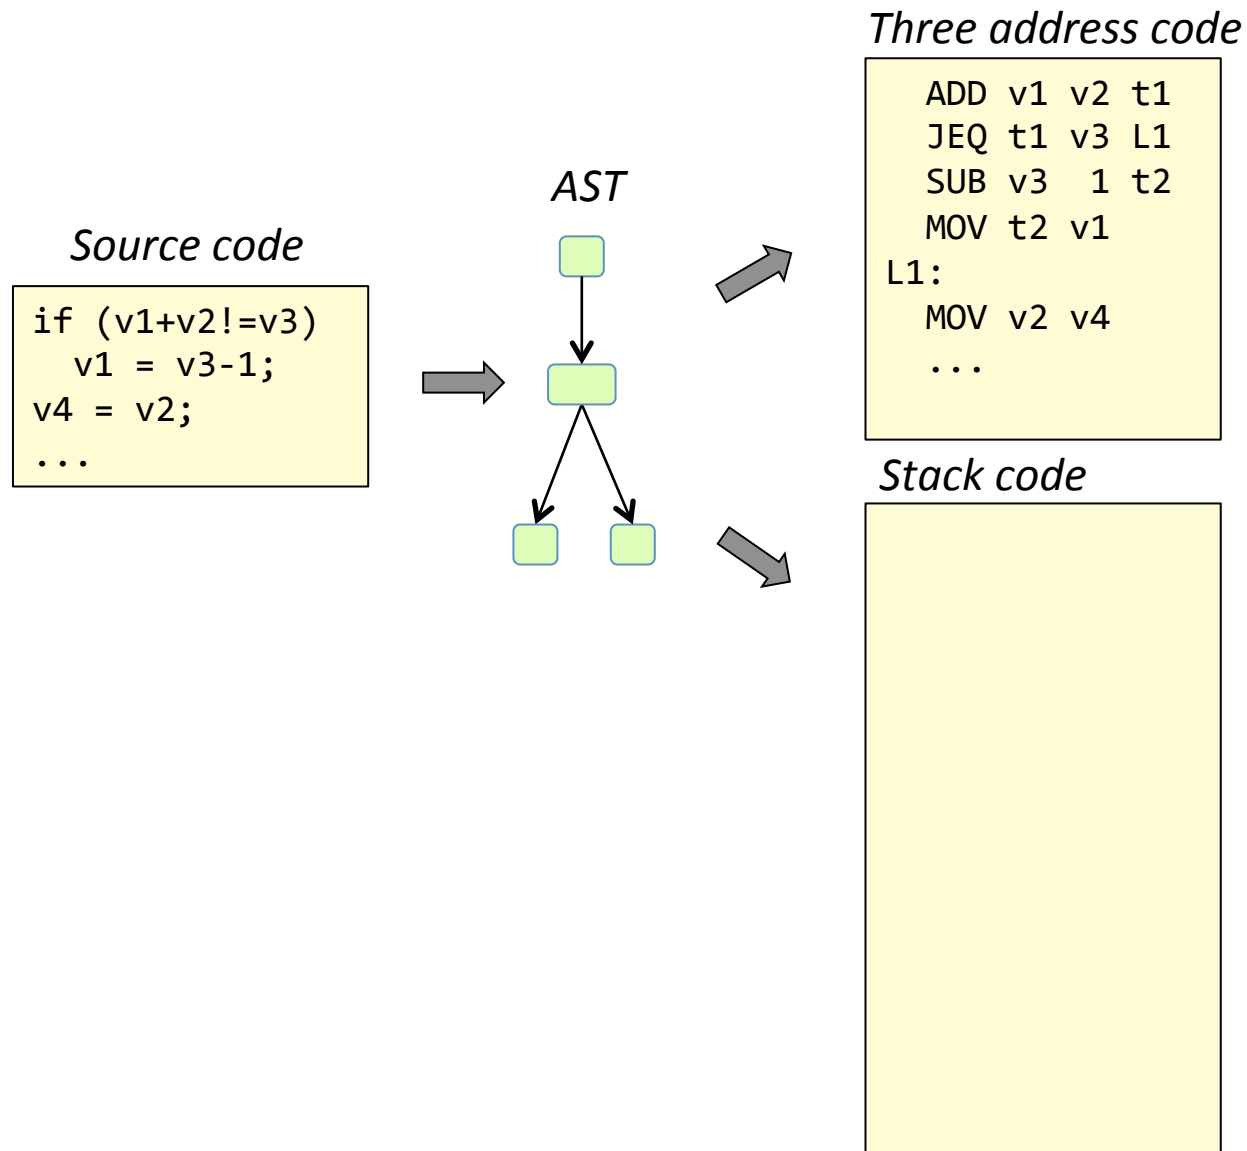 Source code
if (v1+v2!=v3)
  v1 = v3-1;
v4 = v2;
...
AST
Three address code
  ADD v1 v2 t1
  JEQ t1 v3 L1
  SUB v3  1 t2
  MOV t2 v1
L1:
  MOV v2 v4
  ...
Stack code